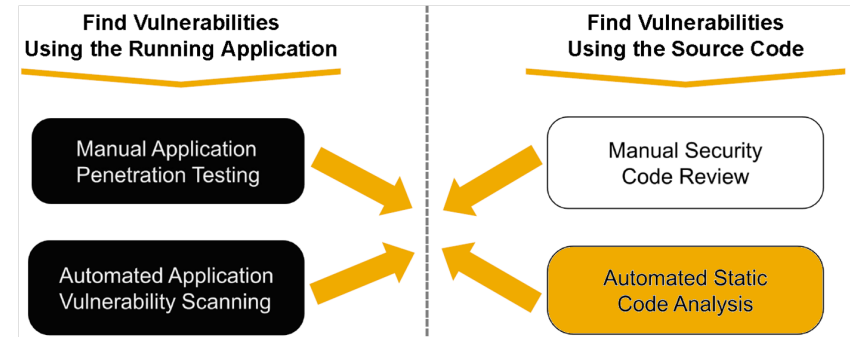 Find Vulnerabilities
Using the Running Application
Manual Application
Penetration Testing
Automated Application
Vulnerability Scanning
Find Vulnerabilities
Using the Source Code
Manual Security
Code Review
Automated Static
Code Analysis